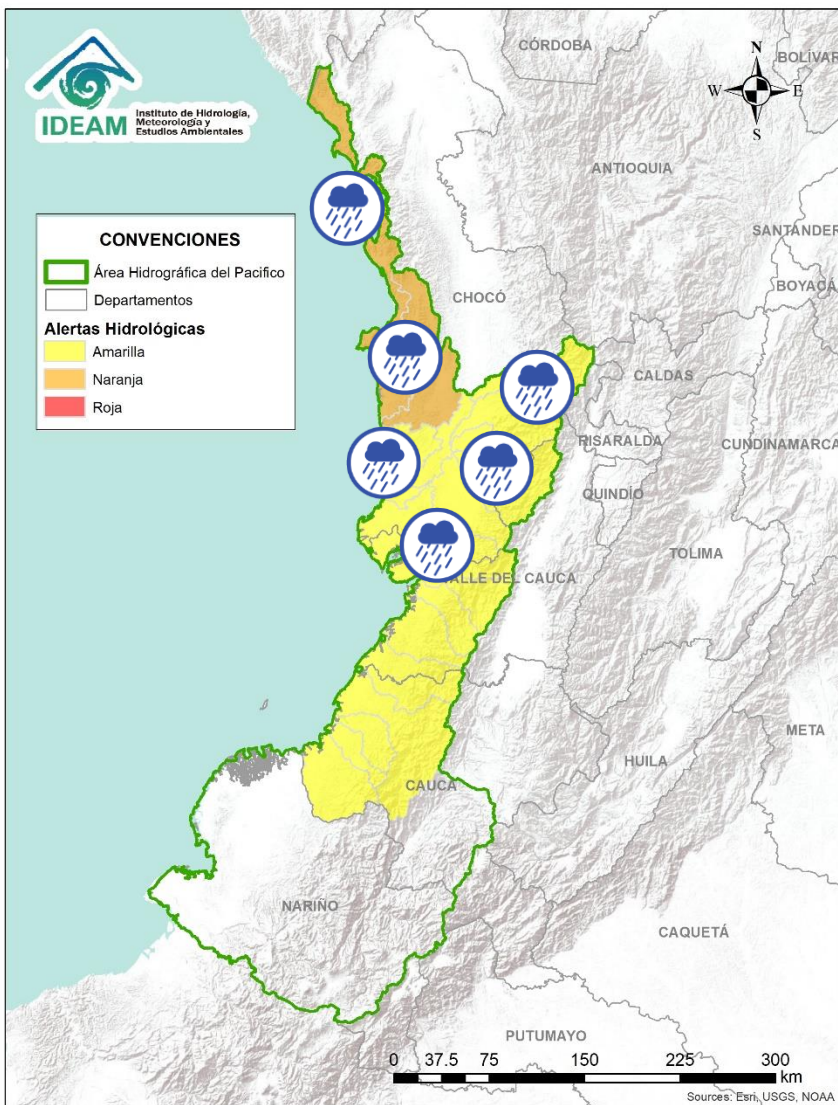 IDEAM
Instituto de Hidrología,
Meteorología y
Estudios Ambientales
CÓRDOBA
BOLÍVAR
N
W
E
S
ANTIOQUIA
SANTANDER
BOYACÁ
CONVENCIONES
Área Hidrográfica del Pacifico
Departamentos
Alertas Hidrológicas
Amarilla
Naranja
Roja
CHOCÓ
CALDAS
RISARALDA
CUNDINAMARCA
QUINDÍO
TOLIMA
VALLE DEL CAUCA
META
HUILA
CAUCA
NARIÑO
CAQUETÁ
PUTUMAYO
0 37.5 75 150 225 300
km
Sources: Esri, USGS, NOAA